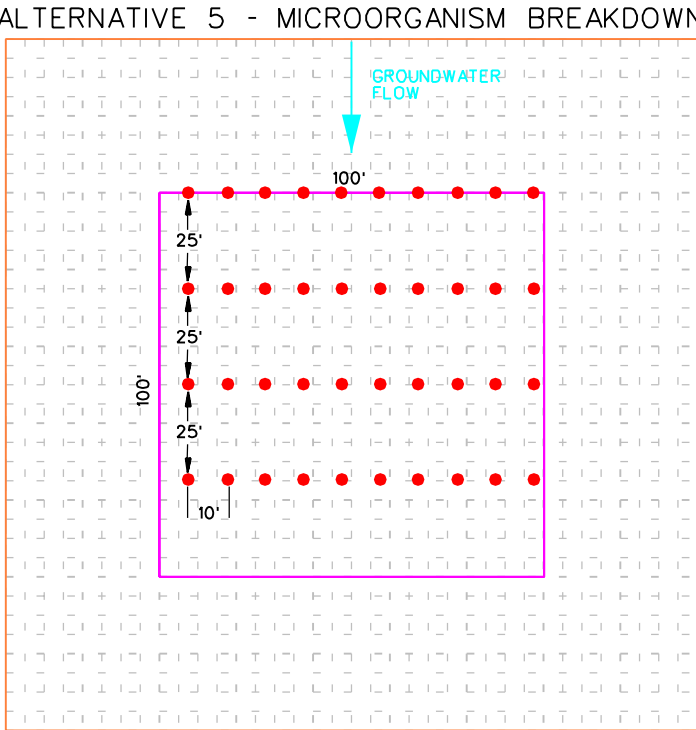 ALTERNATIVE 5 - MICROORGANISM BREAKDOWN
GROUNDWATER
FLOW
100'
25'
25'
100'
25'
10'